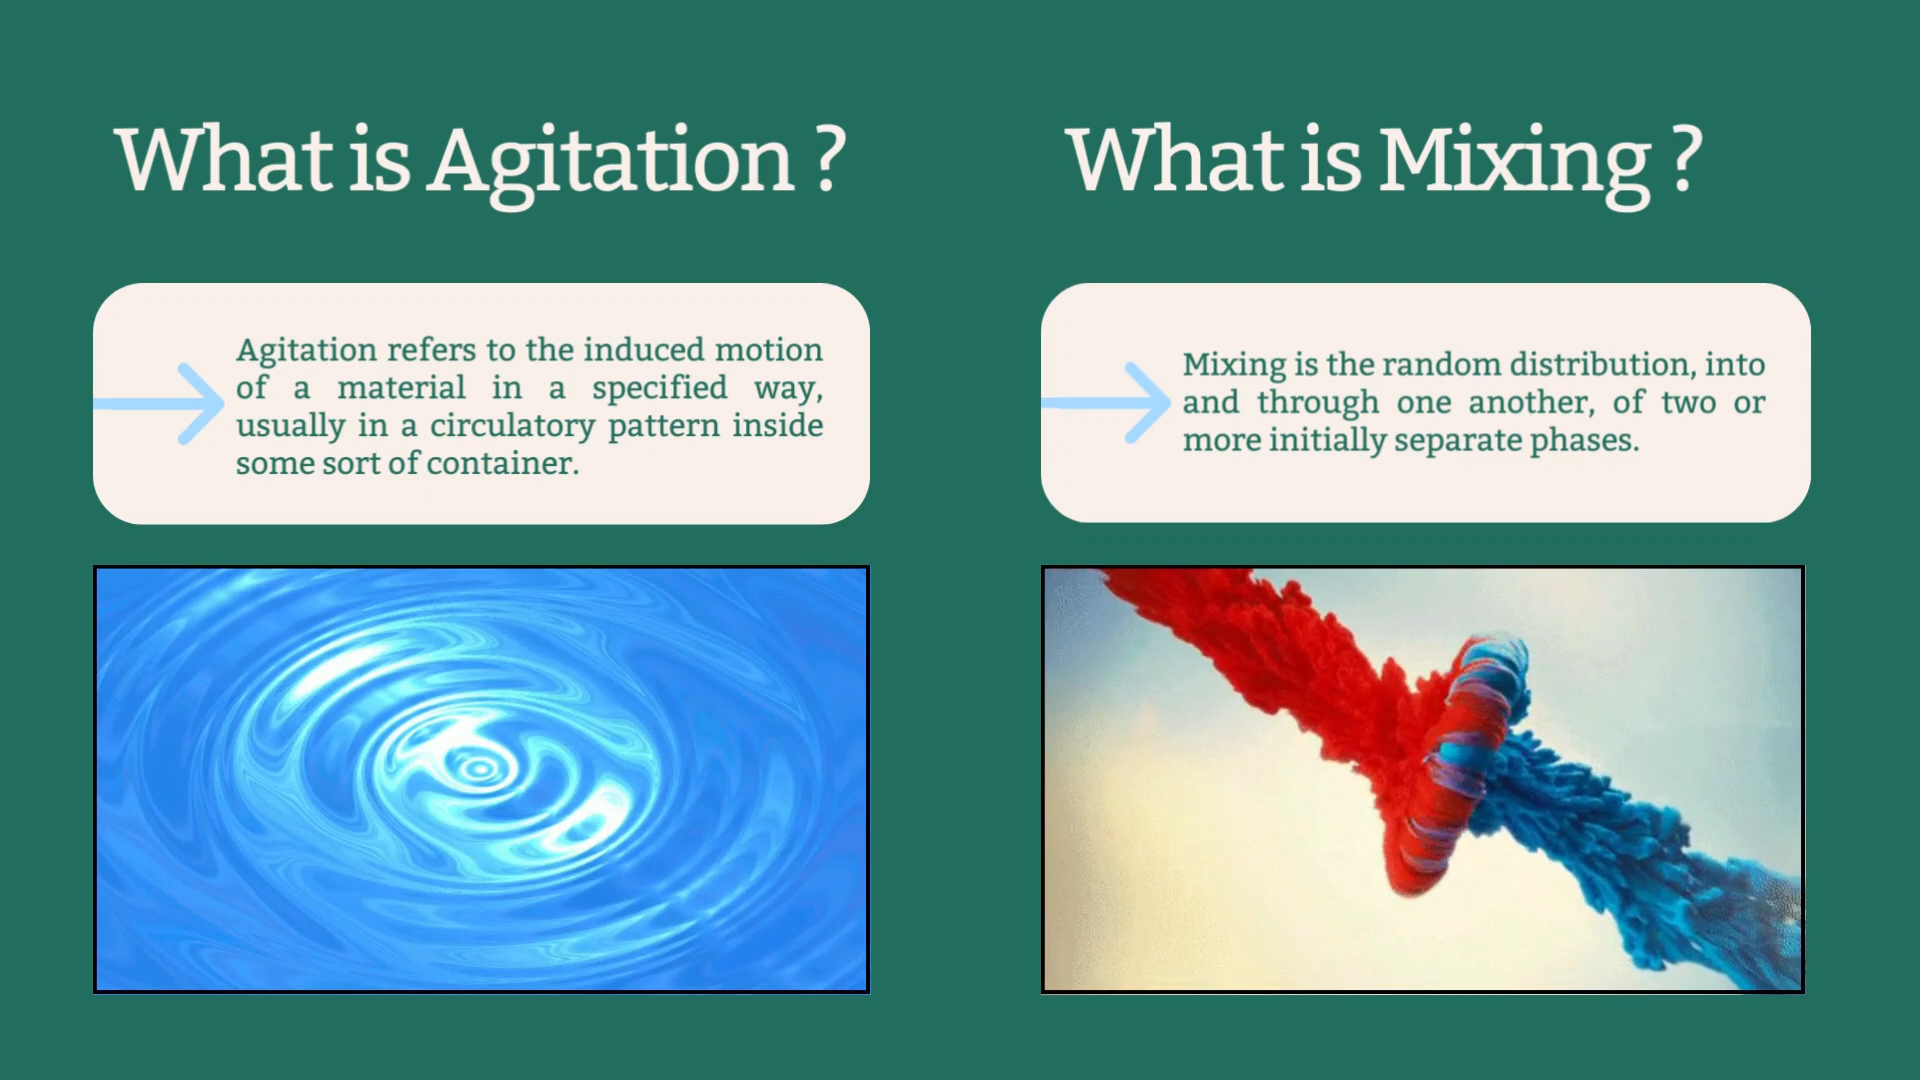 What is Agitation ?
Agitation refers to the induced motion
of a material in a specified way,
usually in a circulatory pattern inside
some sort of container.
What is Mixing ?
Mixing is the random distribution, into
and through one another, of two or
more initially separate phases.